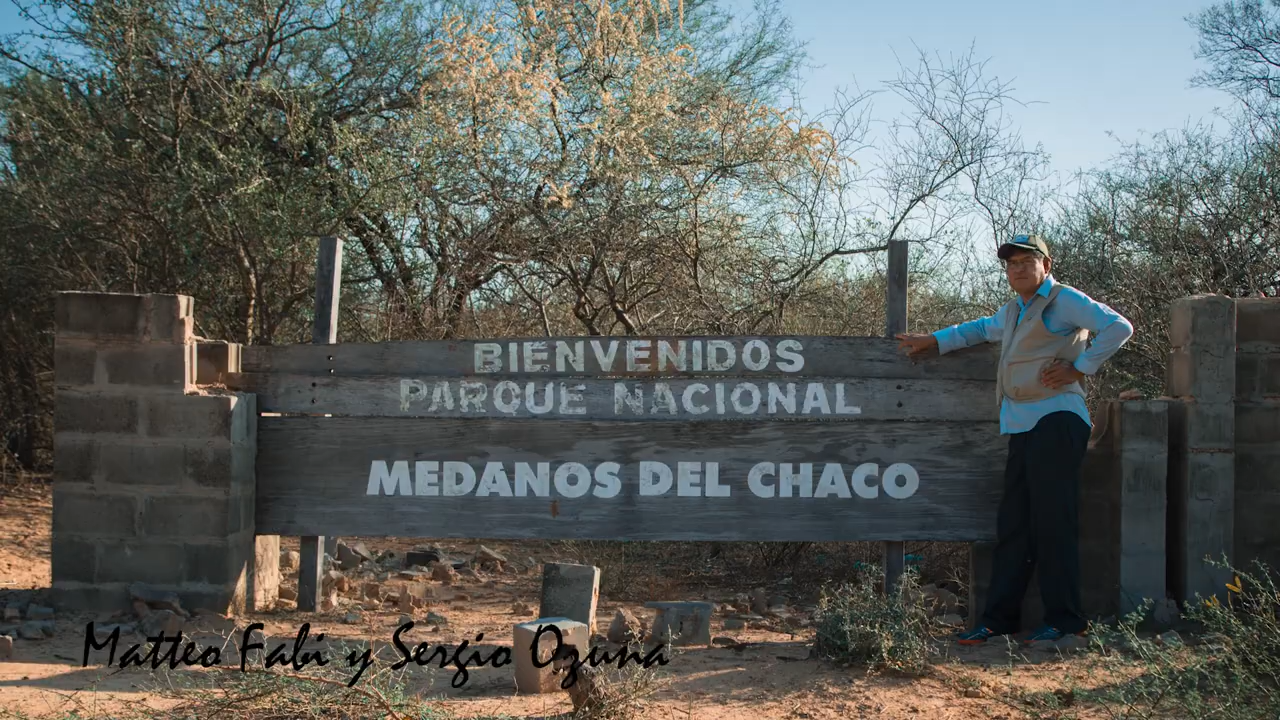 BIENVENIDOS
PARQUE NACIONAL
MEDANOS DEL CHACO
Matteo Fabi y Sergio Ozuna